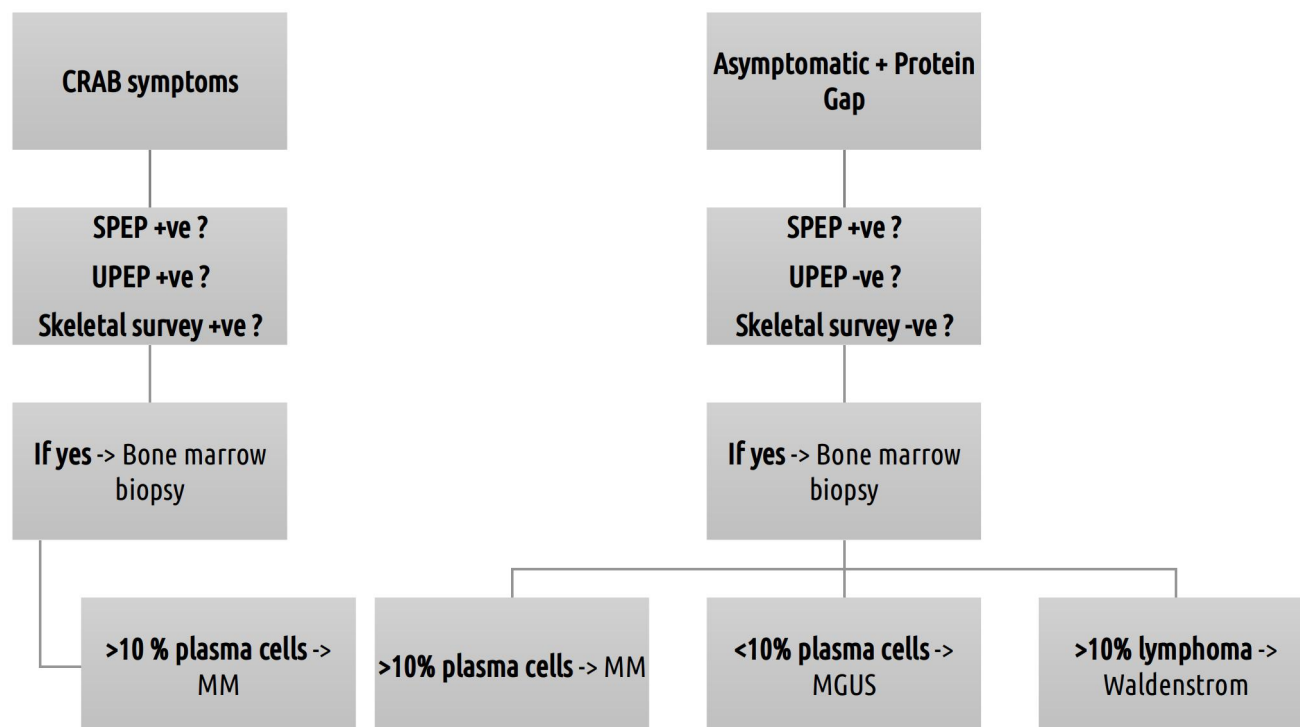 CRAB symptoms
SPEP +ve ?
UPEP +ve ?
Skeletal survey +ve ?
If yes -> Bone marrow
biopsy
>10 % plasma cells ->
MM
Asymptomatic + Protein
Gap
SPEP +ve ?
UPEP -ve ?
Skeletal survey -ve ?
If yes -> Bone marrow
biopsy
>10% plasma cells -> MM
<10% plasma cells ->
MGUS
>10% lymphoma ->
Waldenstrom